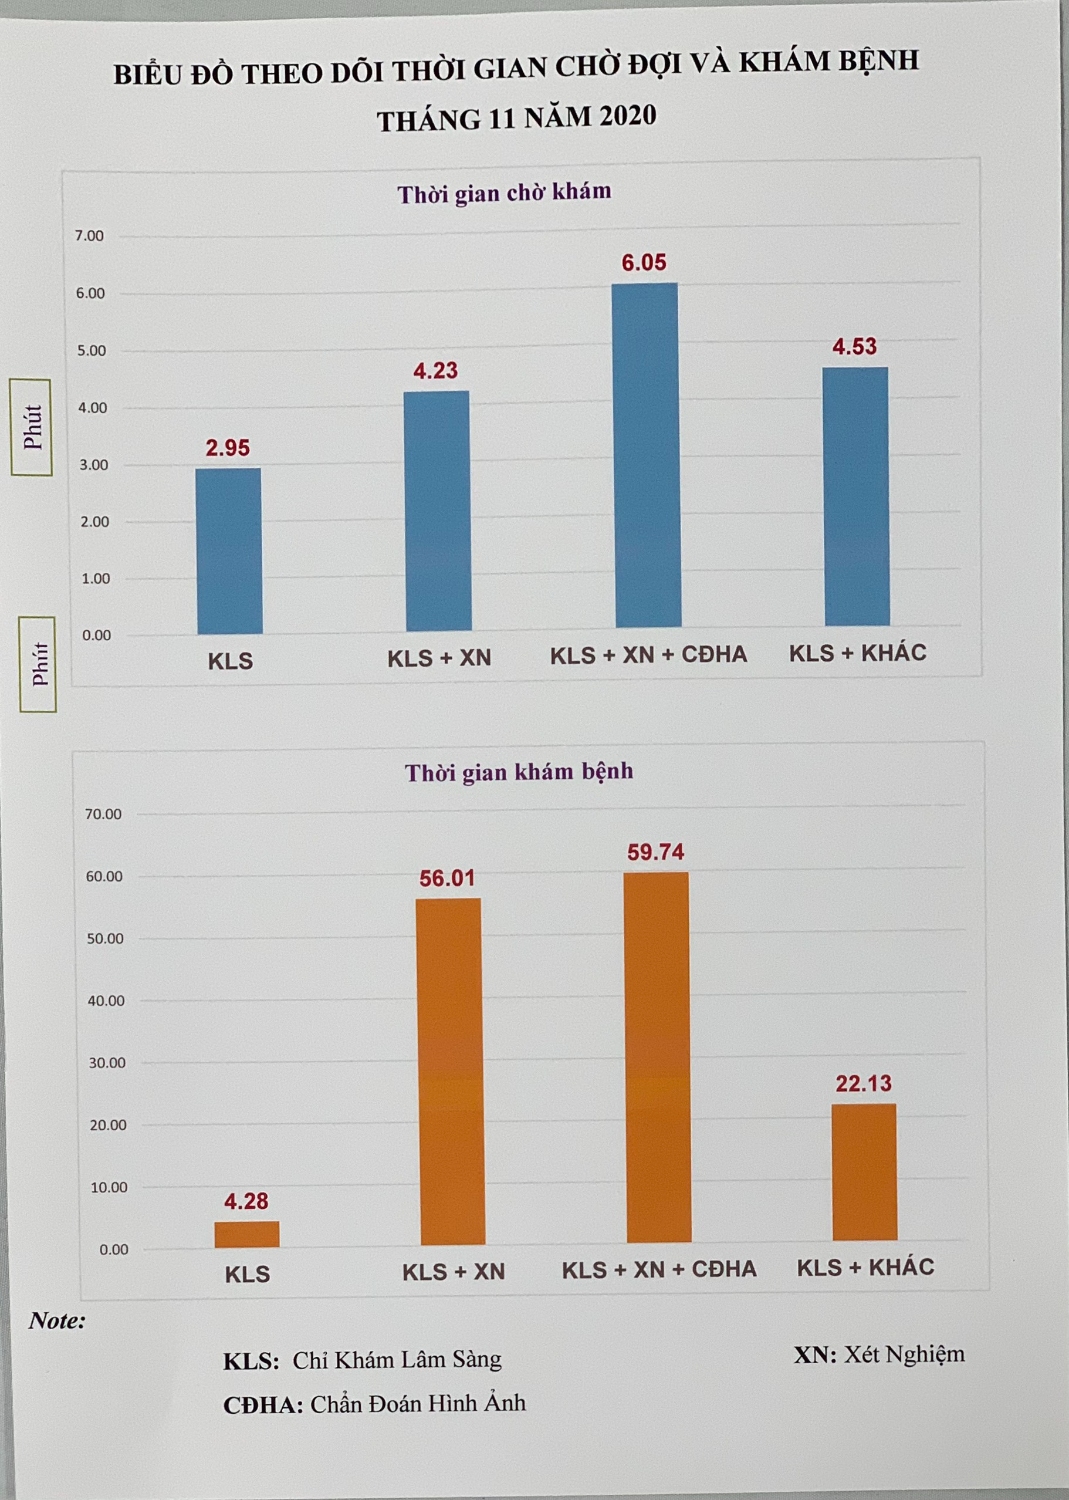 BIỂU ĐỒ THEO DÕI THỜI GIAN CHỜ ĐỢI VÀ KHÁM BỆNH
THÁNG 11 NĂM 2020
Thời gian chờ khám
7.00
6.00
5.00
4.00
3.00
2.00
1.00
0.00
Phút
2.95
4.23
6.05
4.53
KLS
KLS + XN
KLS + XN + CĐHA
KLS + KHÁC
Phút
Thời gian khám bệnh
70.00
60.00
50.00
40.00
30.00
20.00
10.00
0.00
4.28
56.01
59.74
22.13
KLS
KLS + XN
KLS + XN + CĐHA
KLS + KHÁC
Note:
KLS: Chỉ Khám Lâm Sàng
XN: Xét Nghiệm
CĐHA: Chẩn Đoán Hình Ảnh